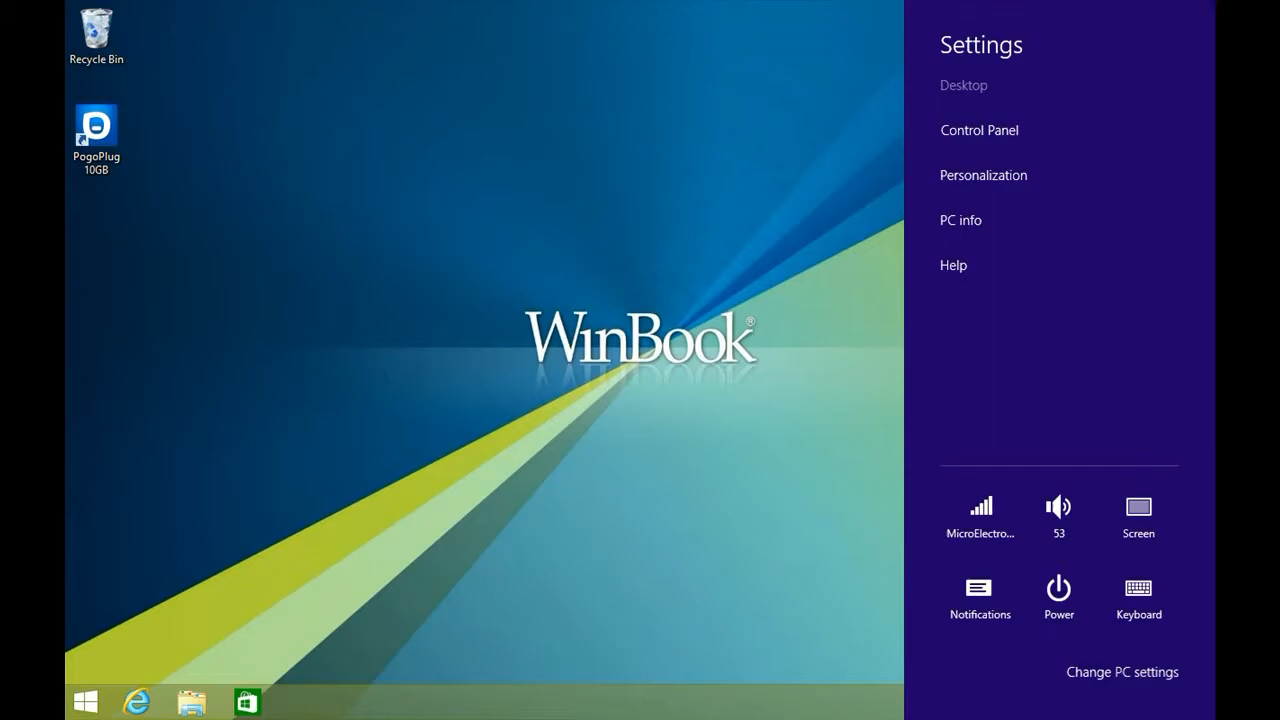 Recycle Bin
PogoPlug
10GB
WinBook®
Settings
Desktop
Control Panel
Personalization
PC info
Help
MicroElectro...
53
Screen
Notifications
Power
Keyboard
Change PC settings